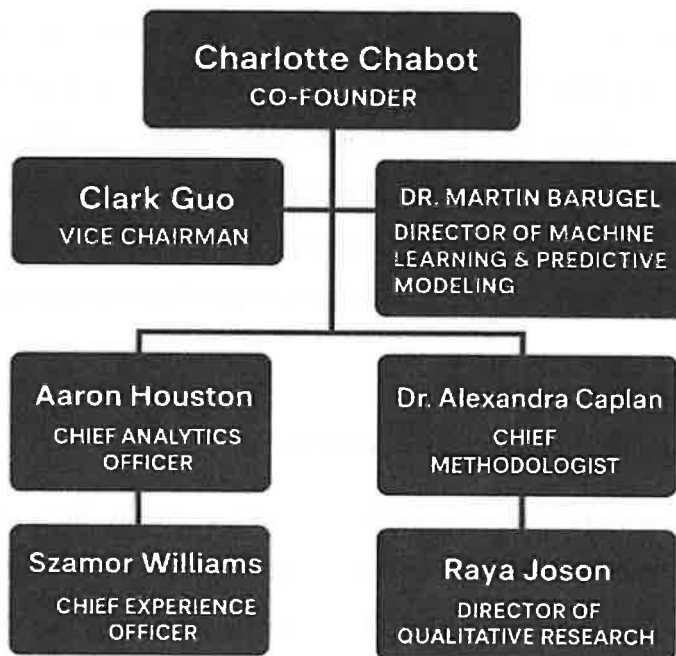 Charlotte Chabot
CO-FOUNDER
Clark Guo
VICE CHAIRMAN
DR. MARTIN BARUGEL
DIRECTOR OF MACHINE
LEARNING & PREDICTIVE
MODELING
Aaron Houston
CHIEF ANALYTICS
OFFICER
Dr. Alexandra Caplan
CHIEF
METHODOLOGIST
Szamor Williams
CHIEF EXPERIENCE
OFFICER
Raya Joson
DIRECTOR OF
QUALITATIVE RESEARCH